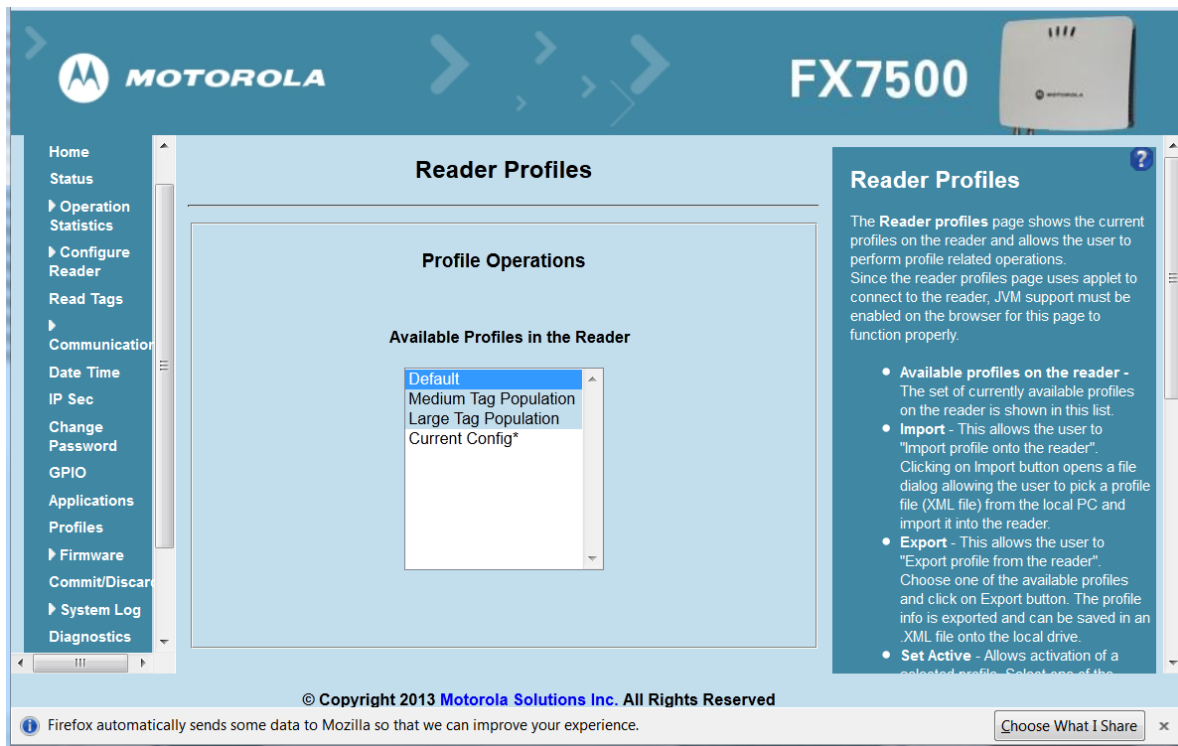 MOTOROLA
FX7500
MOTOROLA
Home
Status
Operation
Statistics
Configure
Reader
Read Tags
Communication
Date Time
IP Sec
Change
Password
GPIO
Applications
Profiles
Firmware
Commit/Discard
System Log
Diagnostics
Reader Profiles
Profile Operations
Available Profiles in the Reader
Default
Medium Tag Population
Large Tag Population
Current Config*
?
Reader Profiles
The Reader profiles page shows the current
profiles on the reader and allows the user to
perform profile related operations.
Since the reader profiles page uses applet to
connect to the reader, JVM support must be
enabled on the browser for this page to
function properly.
Available profiles on the reader -
The set of currently available profiles
on the reader is shown in this list.
Import - This allows the user to
"Import profile onto the reader".
Clicking on Import button opens a file
dialog allowing the user to pick a profile
file (XML file) from the local PC and
import it into the reader.
Export - This allows the user to
"Export profile from the reader".
Choose one of the available profiles
and click on Export button. The profile
info is exported and can be saved in an
.XML file onto the local drive.
Set Active - Allows activation of a
selected profile. Select one of the
© Copyright 2013 Motorola Solutions Inc. All Rights Reserved
Firefox automatically sends some data to Mozilla so that we can improve your experience.
Choose What I Share